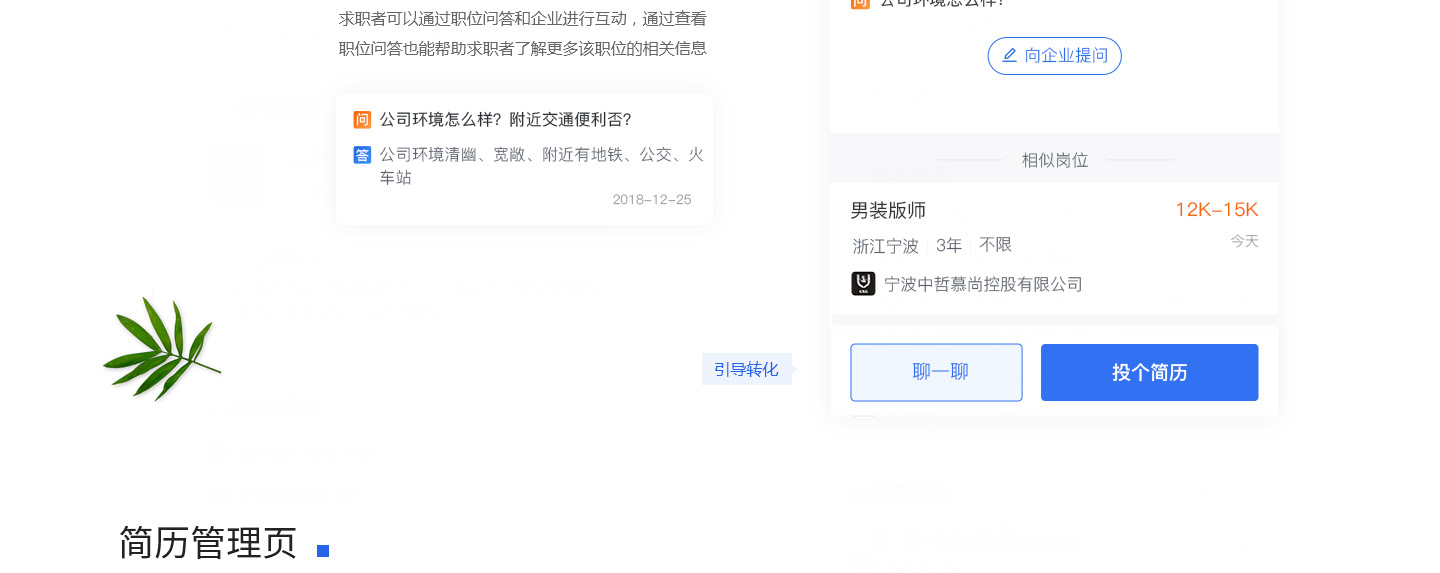 求职者可以通过职位问答和企业进行互动，通过查看
职位问答也能帮助求职者了解更多该职位的相关信息
问 公司环境怎么样？附近交通便利否？
答 公司环境清幽、宽敞、附近有地铁、公交、火
车站
2018-12-25
问 公司环境怎么样？
向企业提问
相似岗位
男装版师 12K-15K
浙江宁波 3年 不限 今天
宁波中哲慕尚控股有限公司
引导转化
聊一聊 投个简历
简历管理页